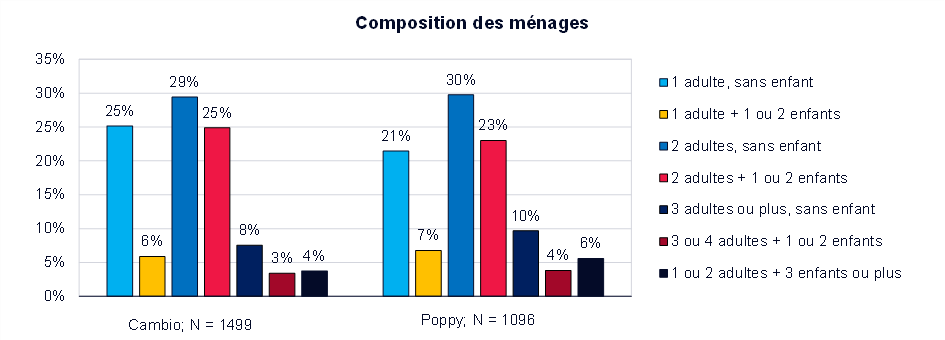 Composition des ménages
35%
30%
25%
20%
15%
10%
5%
0%
25%
6%
29%
25%
8%
3%
4%
21%
7%
30%
23%
10%
4%
6%
Cambio; N = 1499
Poppy; N = 1096
1 adulte, sans enfant
1 adulte + 1 ou 2 enfants
2 adultes, sans enfant
2 adultes + 1 ou 2 enfants
3 adultes ou plus, sans enfant
3 ou 4 adultes + 1 ou 2 enfants
1 ou 2 adultes + 3 enfants ou plus